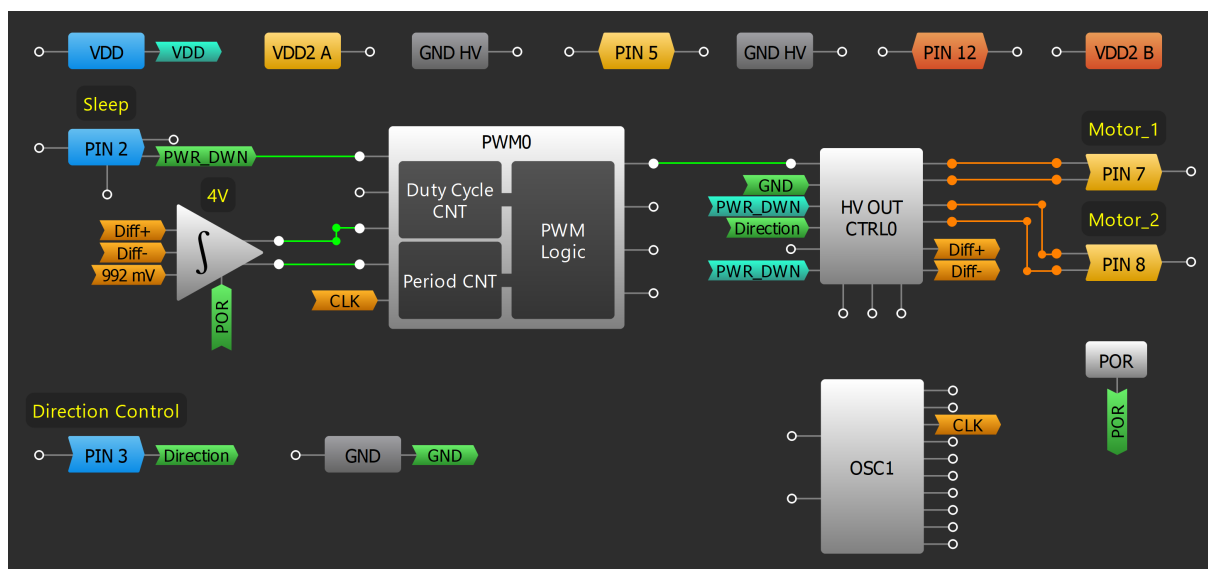 VDD
VDD
VDD2 A
GND HV
PIN 5
GND HV
PIN 12
VDD2 B
Sleep
PIN 2
PWR_DWN
4V
Diff+
Diff-
992 mV
∫
POR
PWM0
Duty Cycle
CNT
Period CNT
PWM
Logic
CLK
GND
PWR_DWN
Direction
PWR_DWN
HV OUT
CTRL0
Diff+
Diff-
Motor_1
PIN 7
Motor_2
PIN 8
POR
POR
Direction Control
PIN 3
Direction
GND
GND
OSC1
CLK